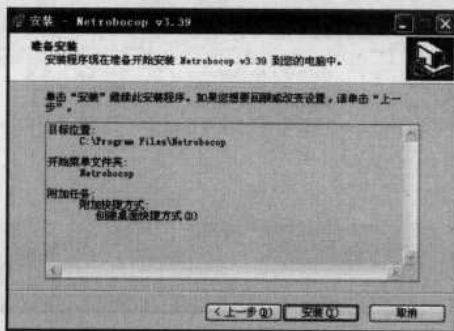 安装 - Netrobocop v3.39
准备安装
安装程序现在准备开始安装 Netrobocop v3.39 到您的电脑中。
单击“安装”继续此安装程序。如果您想要回顾或改变设置，请单击“上一
步”。
目标位置:
C:\Program Files\Netrobocop
开始菜单文件夹:
Netrobocop
附加任务:
附加快捷方式:
创建桌面快捷方式(D)
< 上一步(B)
安装(I)
取消